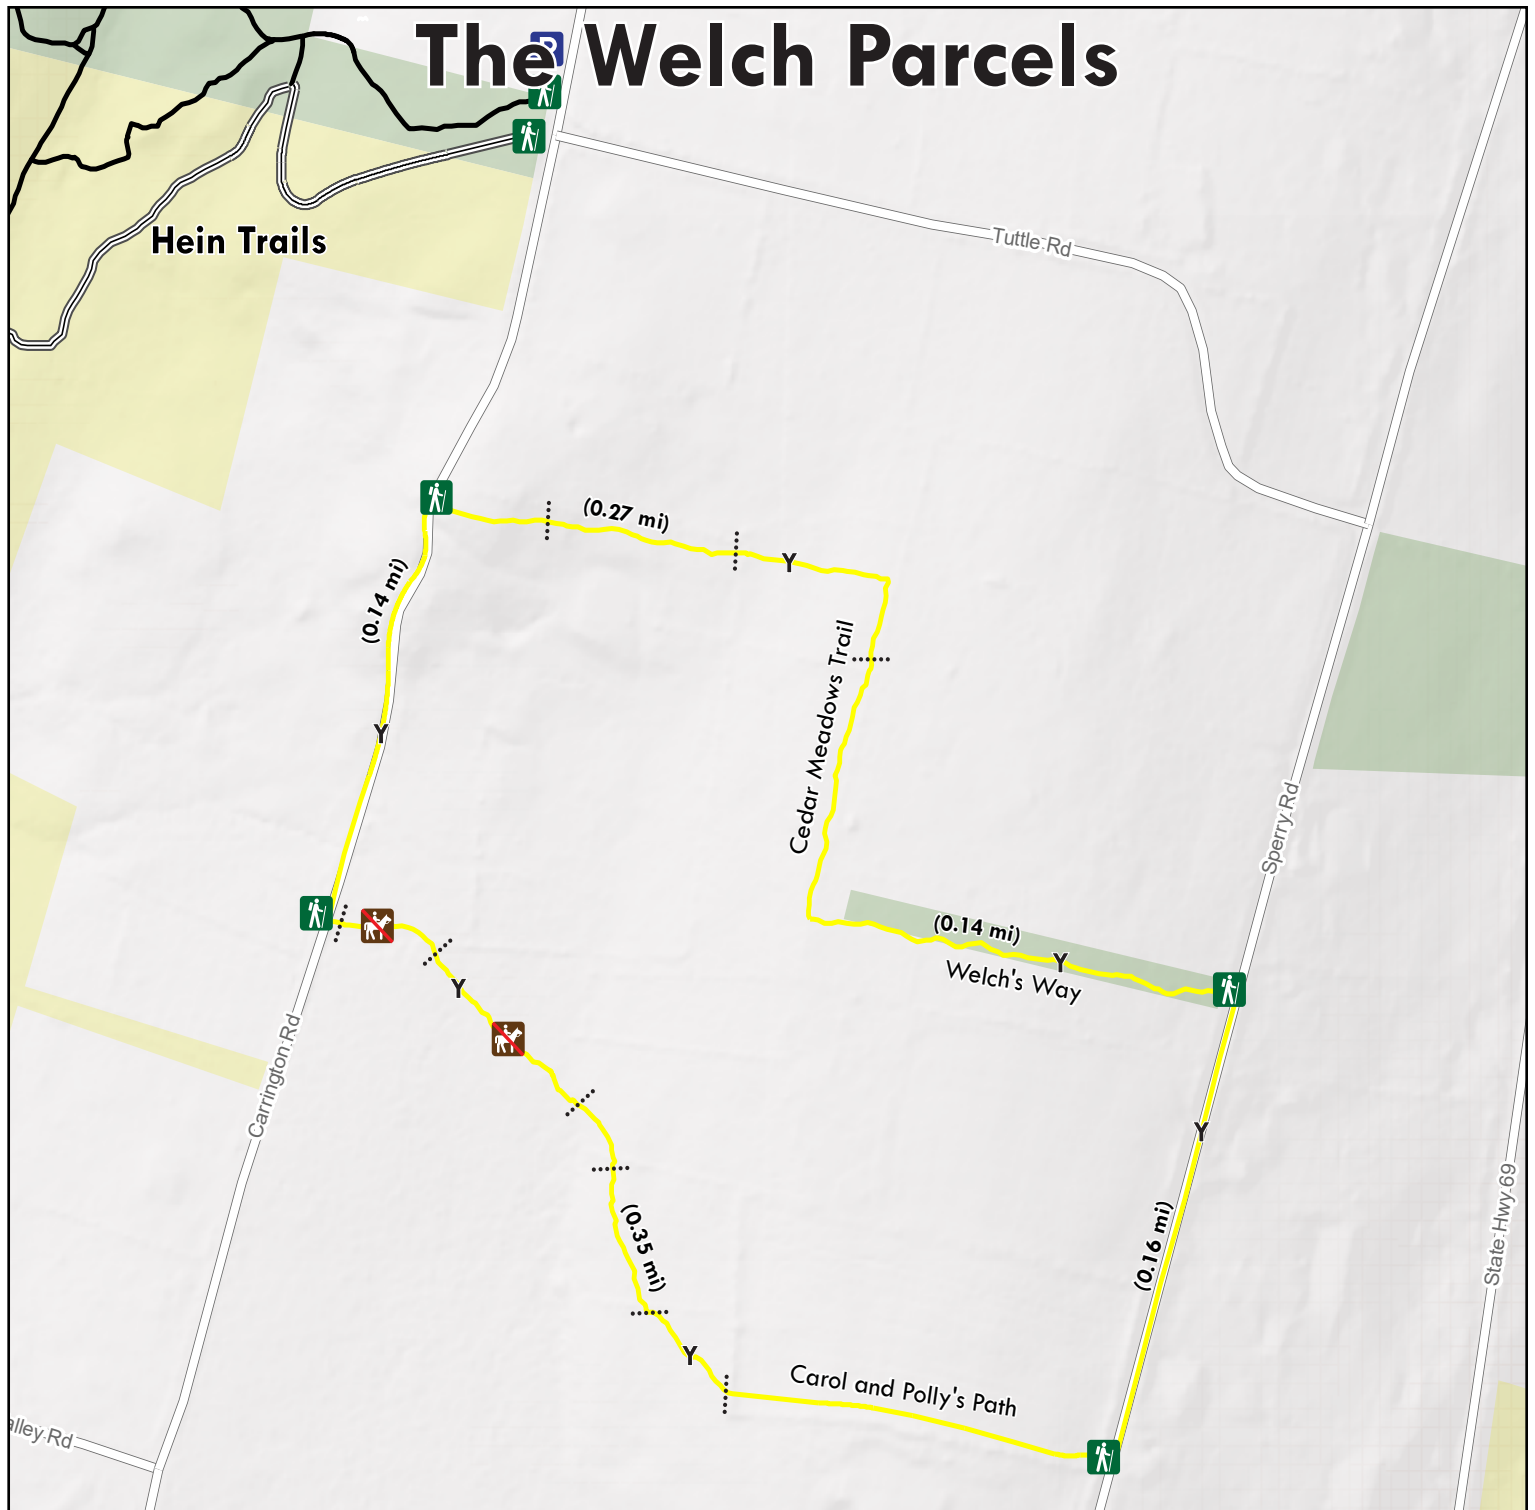 The Welch Parcels
P
Tuttle Rd
Hein Trails
(0.27 mi)
Y
(0.14 mi)
Cedar Meadows Trail
Y
Sperry Rd
(0.14 mi)
Y
Welch's Way
Y
Carrington Rd
Y
(0.16 mi)
State Hwy 69
(0.35 mi)
Y
Carol and Polly's Path
alley Rd